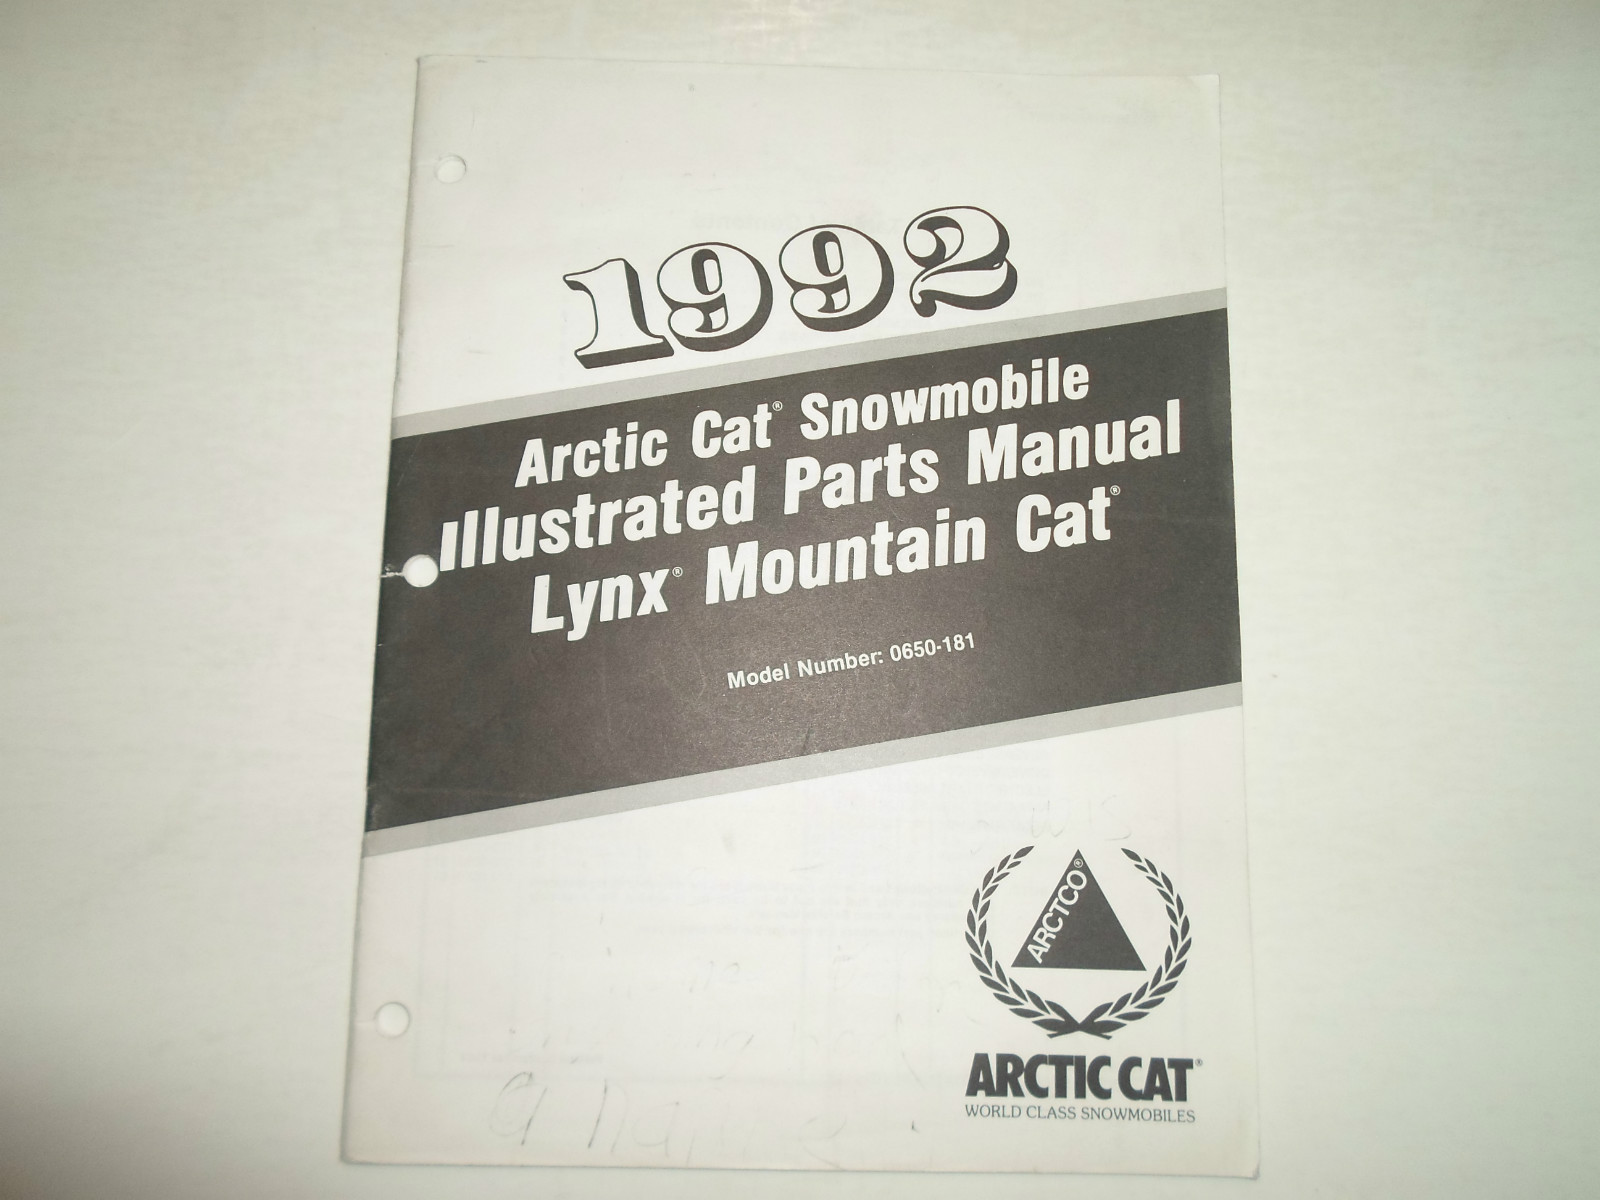 1992
Arctic Cat® Snowmobile
Illustrated Parts Manual
Lynx® Mountain Cat®
Model Number: 0650-181
ARCTCO®
ARCTIC CAT®
WORLD CLASS SNOWMOBILES